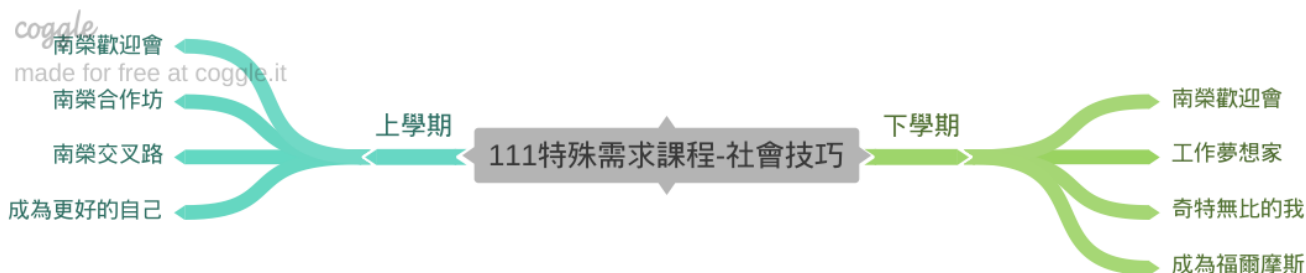 coggle
made for free at coggle.it
南榮歡迎會
南榮合作坊
南榮交叉路
成為更好的自己
上學期
111特殊需求課程-社會技巧
下學期
南榮歡迎會
工作夢想家
奇特無比的我
成為福爾摩斯